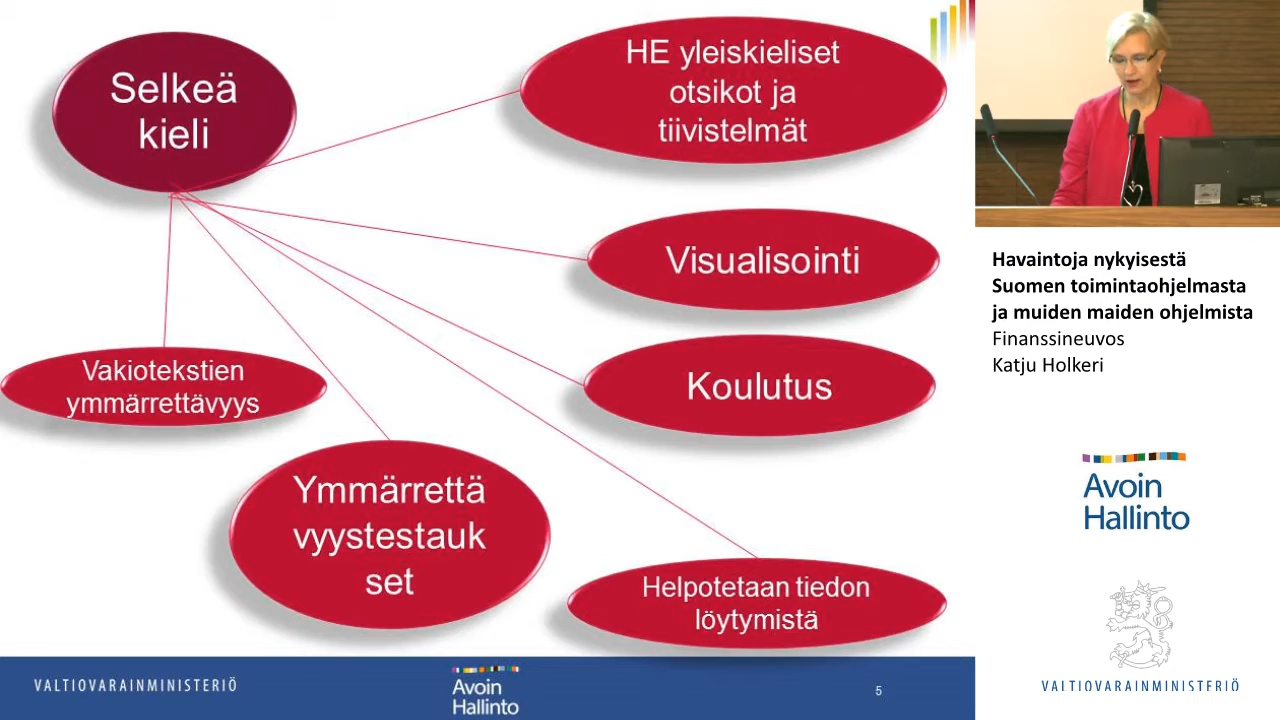 Selkeä
kieli
HE yleiskieliset
otsikot ja
tiivistelmät
Visualisointi
Koulutus
Vakiotekstien
ymmärrettävyys
Ymmärrettä
vyystestauk
set
Helpotetaan tiedon
löytymistä
VALTIOVARAINMINISTERIÖ
Avoin
Hallinto
5
Havaintoja nykyisestä
Suomen toimintaohjelmasta
ja muiden maiden ohjelmista
Finanssineuvos
Katju Holkeri
Avoin
Hallinto
VALTIOVARAINMINISTERIÖ